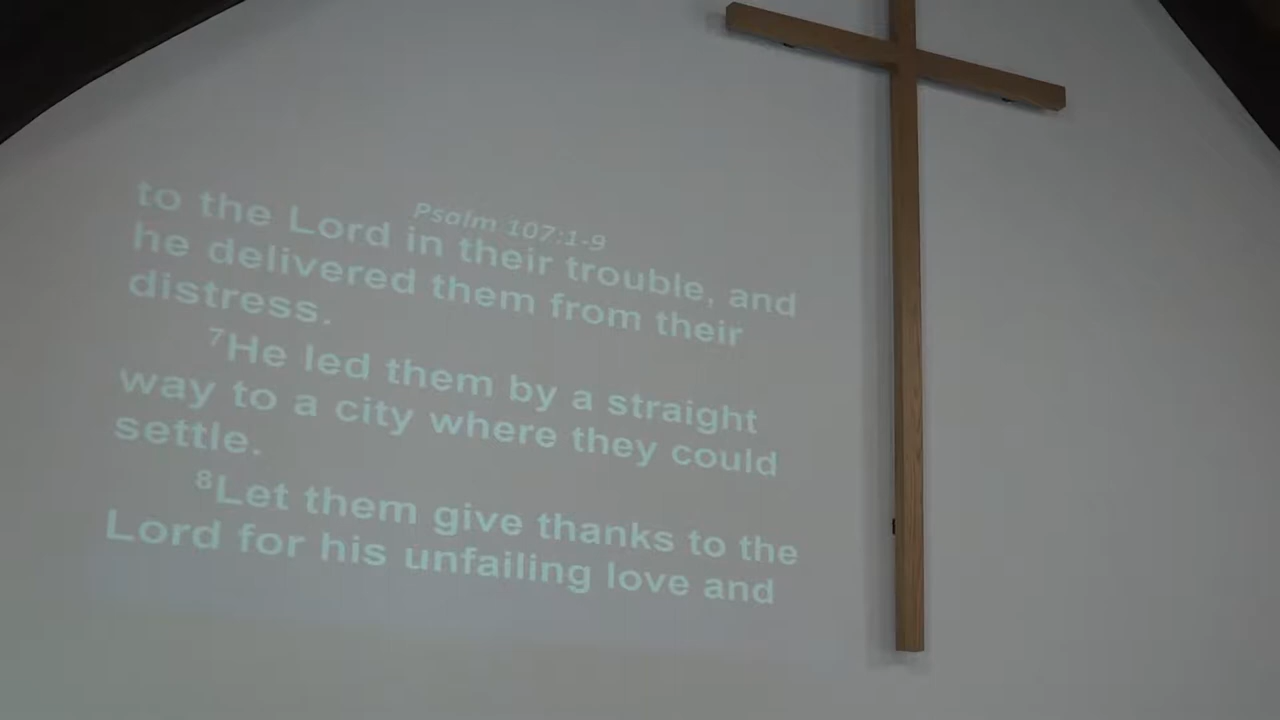 Psalm 107:1-9
to the Lord in their trouble, and
he delivered them from their
distress.
⁷He led them by a straight
way to a city where they could
settle.
⁸Let them give thanks to the
Lord for his unfailing love and